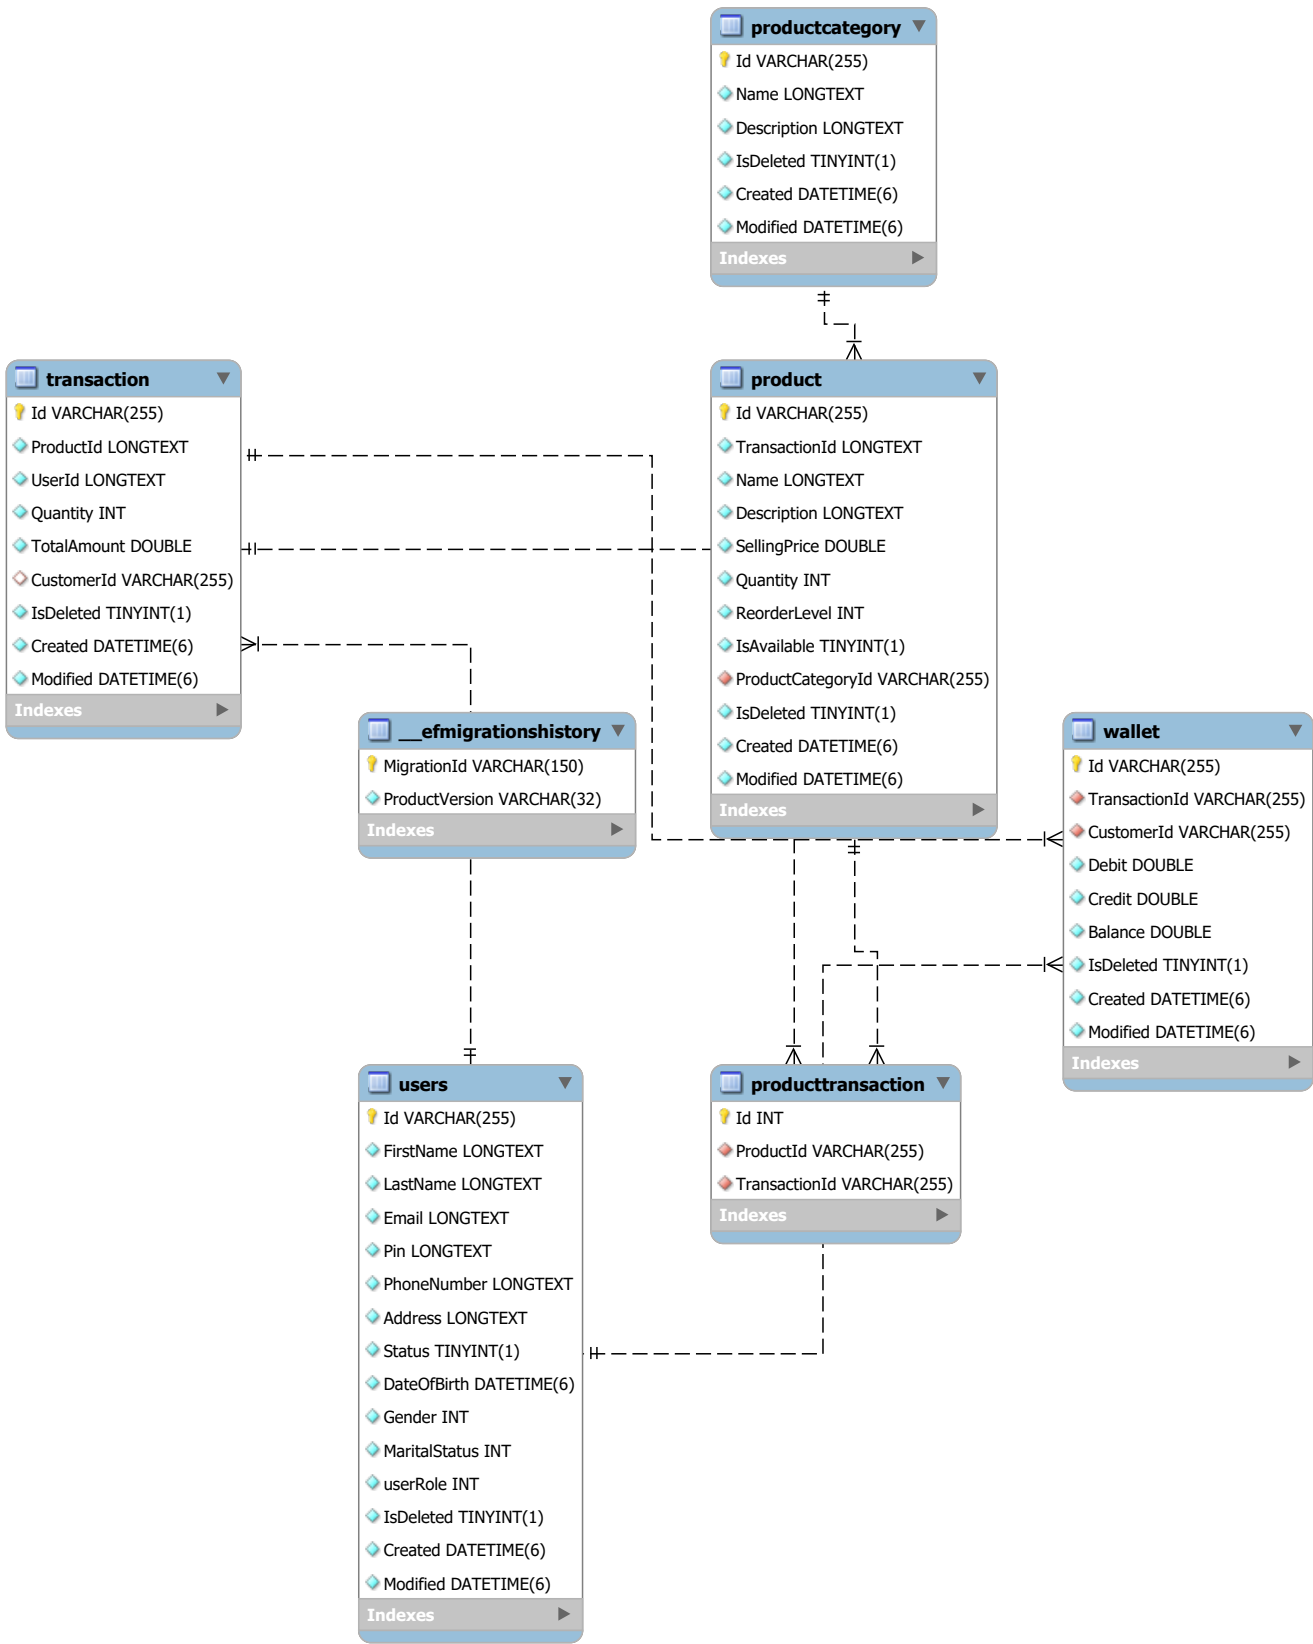 productcategory
Id VARCHAR(255)
Name LONGTEXT
Description LONGTEXT
IsDeleted TINYINT(1)
Created DATETIME(6)
Modified DATETIME(6)
Indexes
transaction
Id VARCHAR(255)
ProductId LONGTEXT
UserId LONGTEXT
Quantity INT
TotalAmount DOUBLE
CustomerId VARCHAR(255)
IsDeleted TINYINT(1)
Created DATETIME(6)
Modified DATETIME(6)
Indexes
product
Id VARCHAR(255)
TransactionId LONGTEXT
Name LONGTEXT
Description LONGTEXT
SellingPrice DOUBLE
Quantity INT
ReorderLevel INT
IsAvailable TINYINT(1)
ProductCategoryId VARCHAR(255)
IsDeleted TINYINT(1)
Created DATETIME(6)
Modified DATETIME(6)
Indexes
__efmigrationshistory
MigrationId VARCHAR(150)
ProductVersion VARCHAR(32)
Indexes
wallet
Id VARCHAR(255)
TransactionId VARCHAR(255)
CustomerId VARCHAR(255)
Debit DOUBLE
Credit DOUBLE
Balance DOUBLE
IsDeleted TINYINT(1)
Created DATETIME(6)
Modified DATETIME(6)
Indexes
users
Id VARCHAR(255)
FirstName LONGTEXT
LastName LONGTEXT
Email LONGTEXT
Pin LONGTEXT
PhoneNumber LONGTEXT
Address LONGTEXT
Status TINYINT(1)
DateOfBirth DATETIME(6)
Gender INT
MaritalStatus INT
userRole INT
IsDeleted TINYINT(1)
Created DATETIME(6)
Modified DATETIME(6)
Indexes
producttransaction
Id INT
ProductId VARCHAR(255)
TransactionId VARCHAR(255)
Indexes